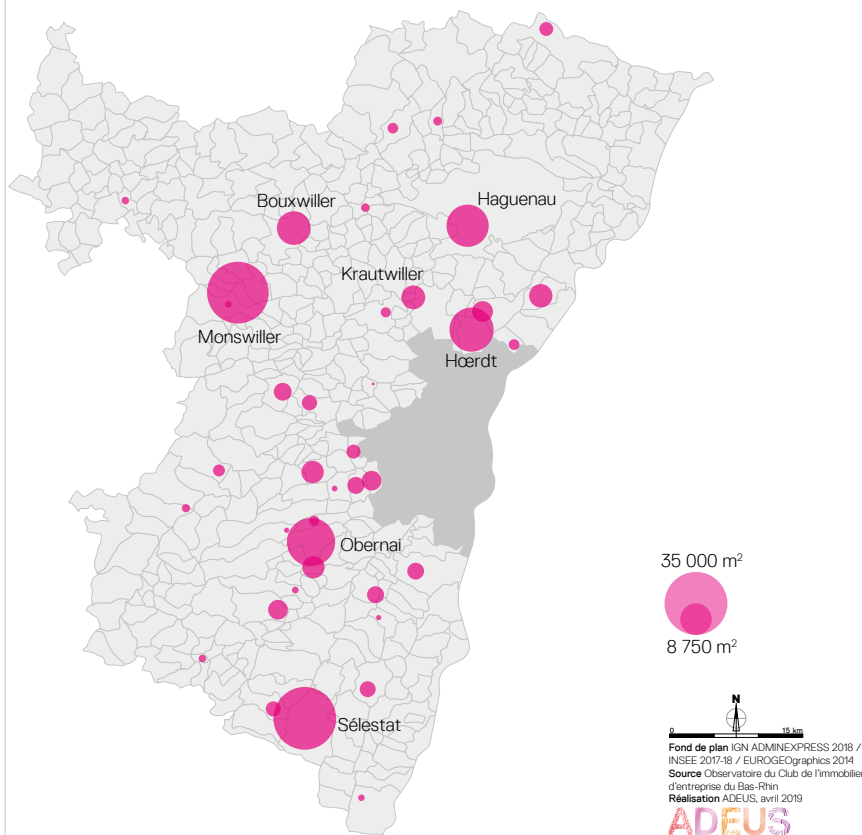 Bouxwiller
Haguenau
Krautwiller
Monswiller
Hœrdt
Obernai
Sélestat
35 000 m²
8 750 m²
N
0 15 km
Fond de plan IGN ADMINEXPRESS 2018 /
INSEE 2017-18 / EUROGEOgraphics 2014
Source Observatoire du Club de l'immobilier
d'entreprise du Bas-Rhin
Réalisation ADEUS, avril 2019
ADEUS